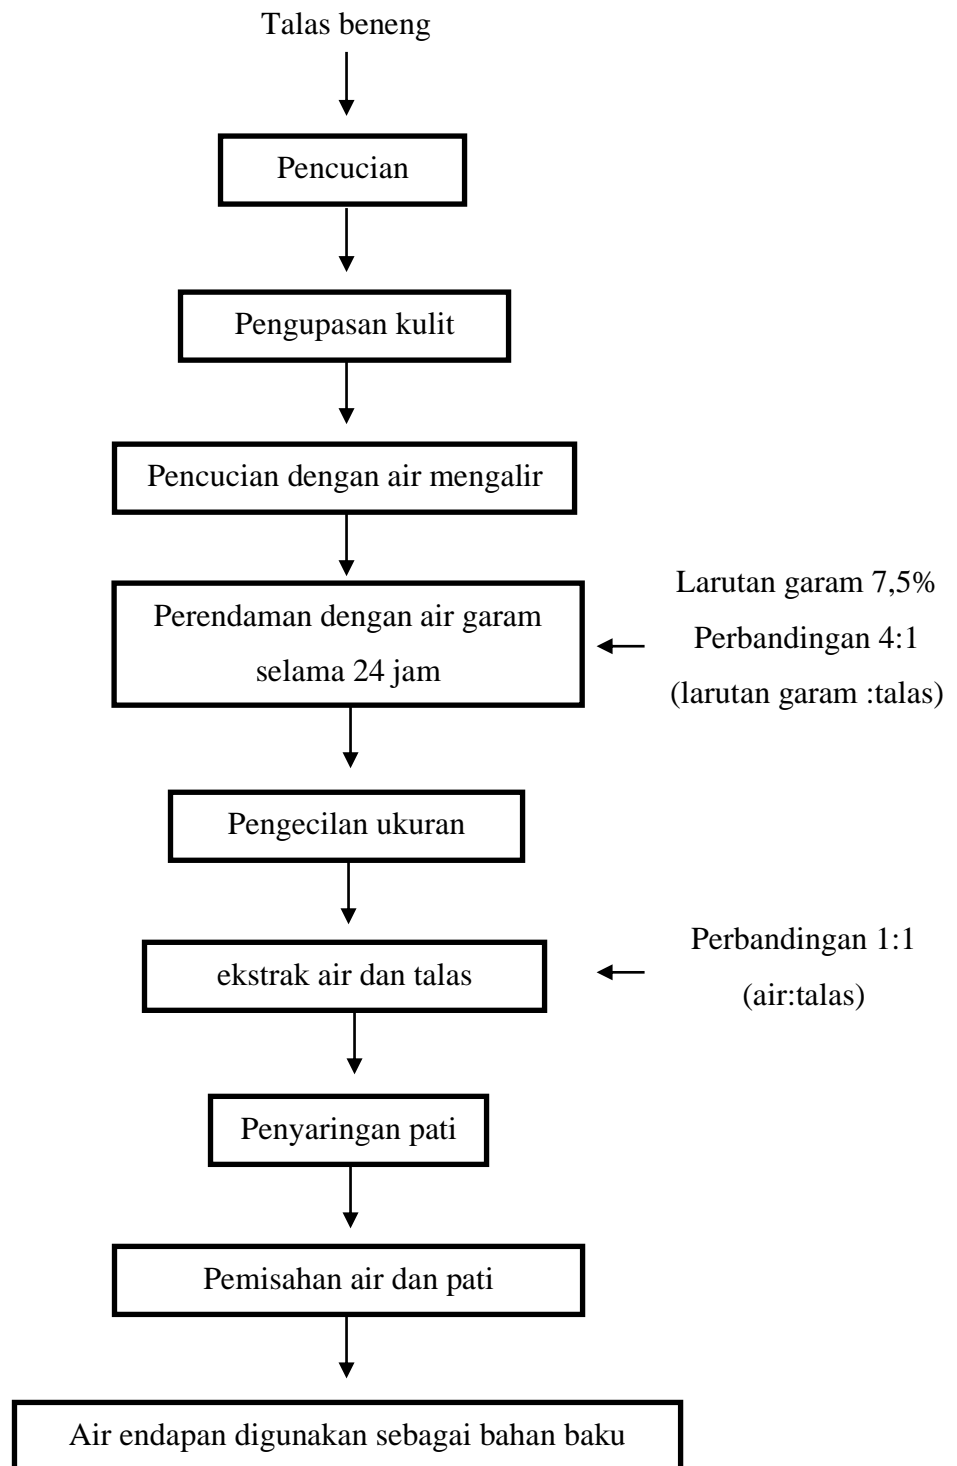 Talas beneng
Pencucian
Pengupasan kulit
Pencucian dengan air mengalir
Perendaman dengan air garam
selama 24 jam
Larutan garam 7,5%
Perbandingan 4:1
(larutan garam :talas)
Pengecilan ukuran
ekstrak air dan talas
Perbandingan 1:1
(air:talas)
Penyaringan pati
Pemisahan air dan pati
Air endapan digunakan sebagai bahan baku